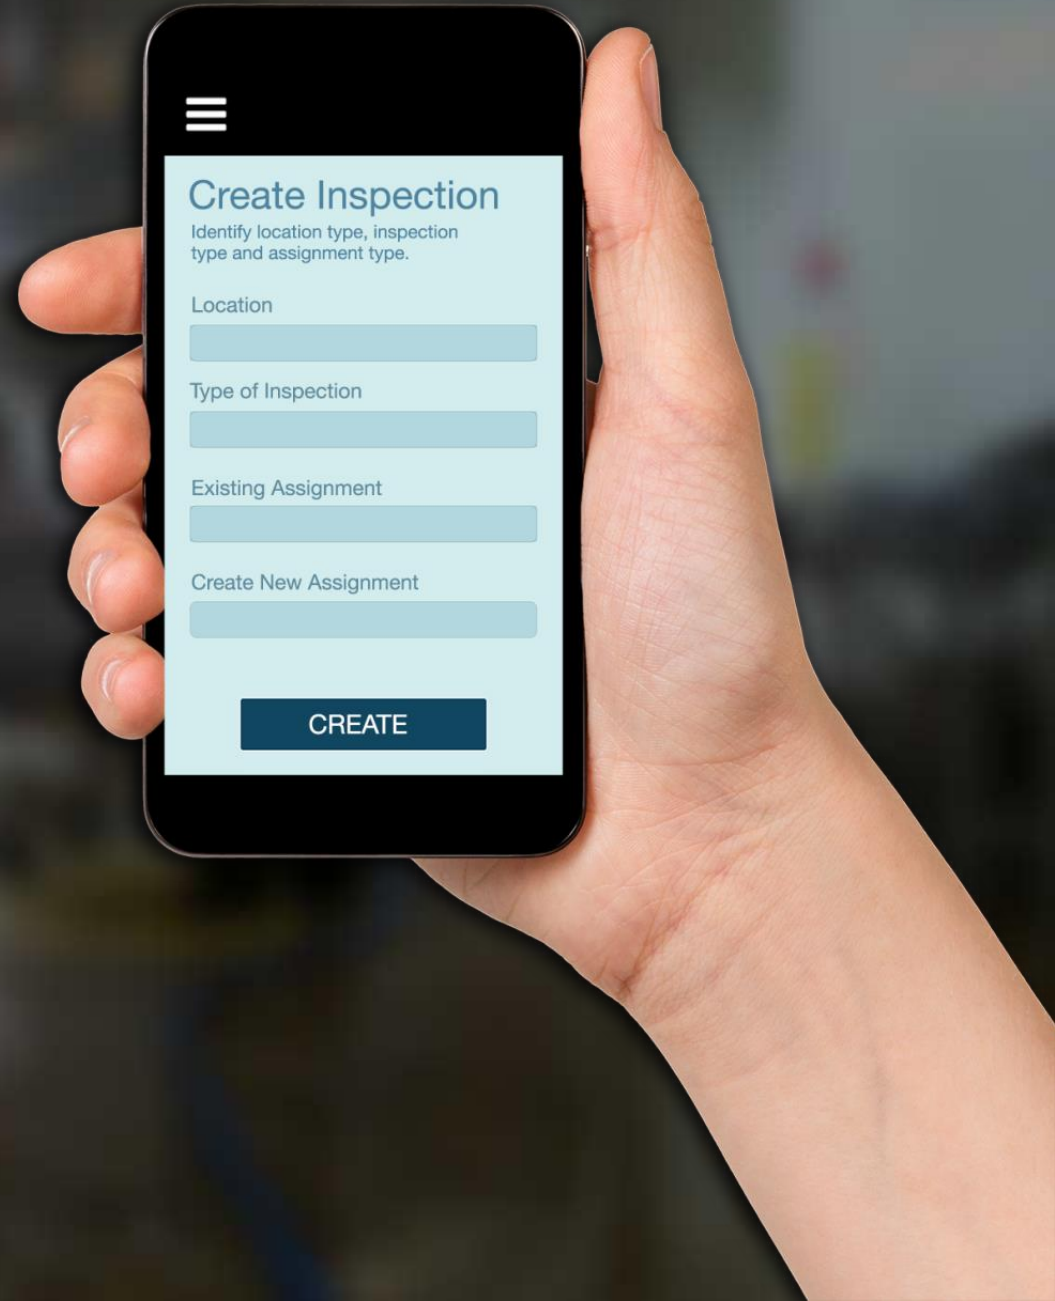 Create Inspection
Identify location type, inspection
type and assignment type.
Location
Type of Inspection
Existing Assignment
Create New Assignment
CREATE